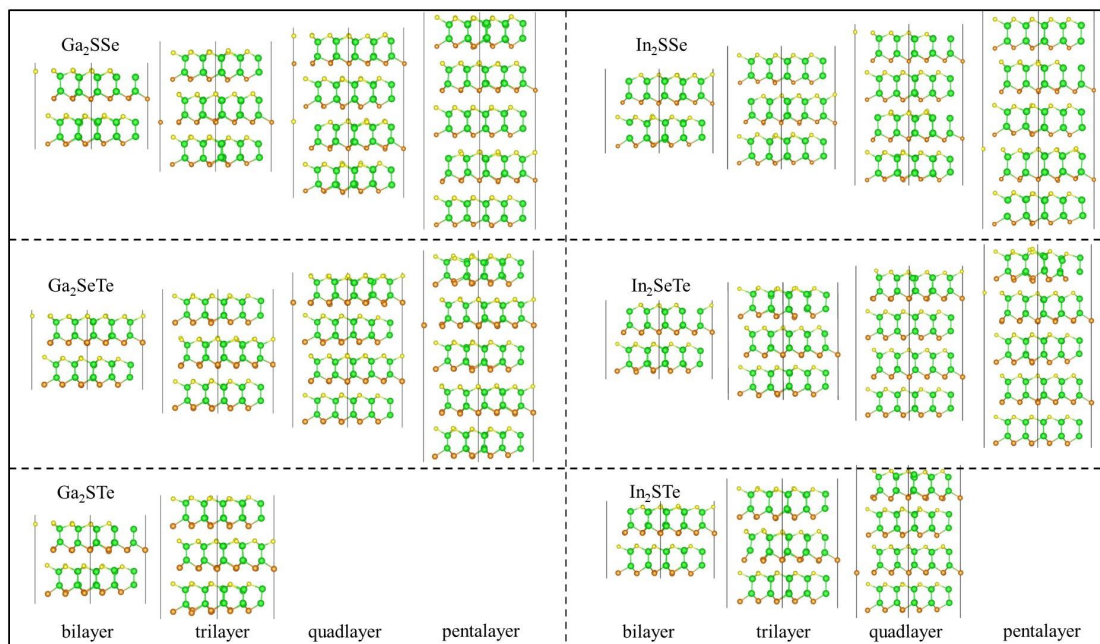 Ga₂SSe
In₂SSe
Ga₂SeTe
In₂SeTe
Ga₂STe
In₂STe
bilayer trilayer quadlayer pentalayer bilayer trilayer quadlayer pentalayer